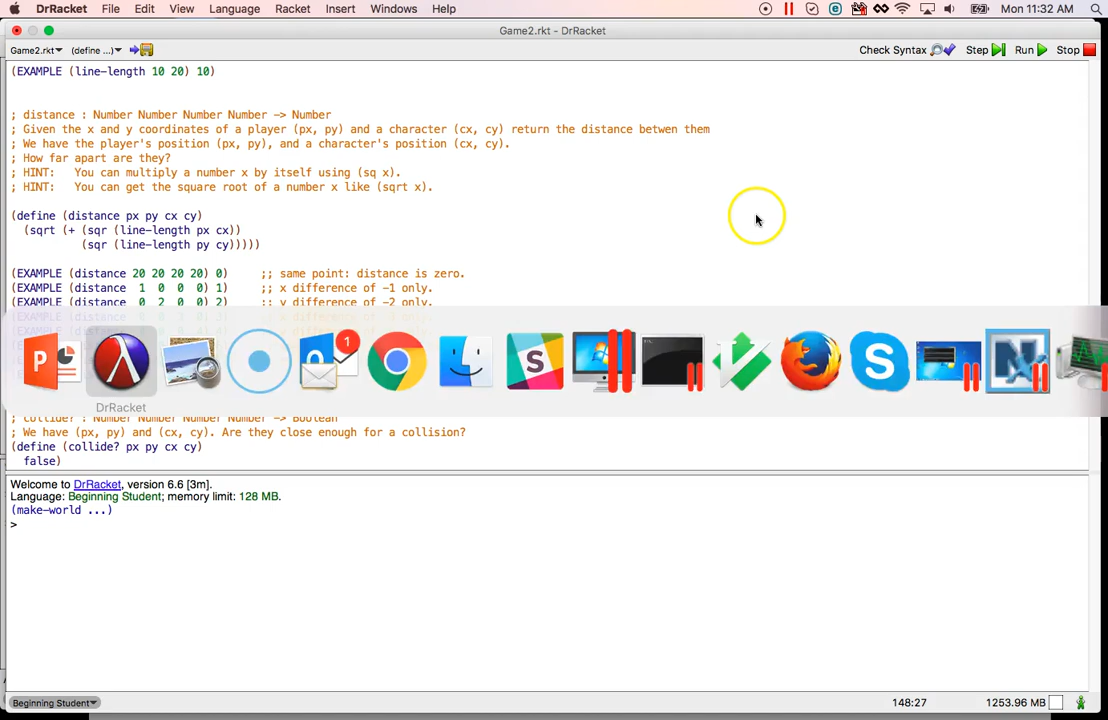 DrRacket File Edit View Language Racket Insert Windows Help Mon 11:32 AM
Game2.rkt - DrRacket
Game2.rkt (define ...) Check Syntax Step Run Stop
(EXAMPLE (line-length 10 20) 10)
; distance : Number Number Number Number -> Number
; Given the x and y coordinates of a player (px, py) and a character (cx, cy) return the distance betwen them
; We have the player's position (px, py), and a character's position (cx, cy).
; How far apart are they?
; HINT: You can multiply a number x by itself using (sq x).
; HINT: You can get the square root of a number x like (sqrt x).
(define (distance px py cx cy)
(sqrt (+ (sqr (line-length px cx))
(sqr (line-length py cy)))))
(EXAMPLE (distance 20 20 20 20) 0) ;; same point: distance is zero.
(EXAMPLE (distance 1 0 0 0) 1) ;; x difference of -1 only.
(EXAMPLE (distance 0 2 0 0) 2) ;; y difference of -2 only.
P
1
S
S
N
DrRacket
; collide? : Number Number Number Number -> Boolean
; We have (px, py) and (cx, cy). Are they close enough for a collision?
(define (collide? px py cx cy)
false)
Welcome to DrRacket, version 6.6 [3m].
Language: Beginning Student; memory limit: 128 MB.
(make-world ...)
>
Beginning Student 148:27 1253.96 MB